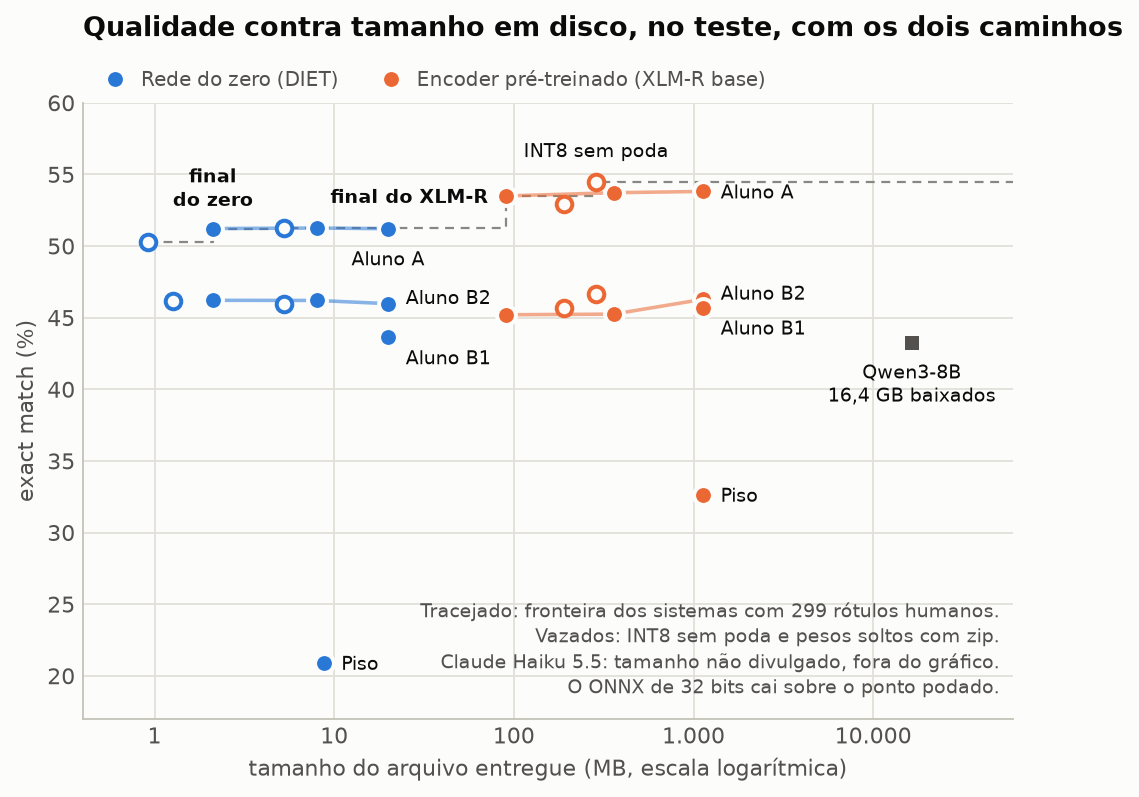 Qualidade contra tamanho em disco, no teste, com os dois caminhos
Rede do zero (DIET)
Encoder pré-treinado (XLM-R base)
60
55
50
45
40
35
30
25
20
exact match (%)
INT8 sem poda
final
do zero
final do XLM-R
Aluno A
Aluno A
Aluno B2
Aluno B2
Aluno B1
Aluno B1
Qwen3-8B
16,4 GB baixados
Piso
Piso
Tracejado: fronteira dos sistemas com 299 rótulos humanos.
Vazados: INT8 sem poda e pesos soltos com zip.
Claude Haiku 5.5: tamanho não divulgado, fora do gráfico.
O ONNX de 32 bits cai sobre o ponto podado.
1
10
100
1.000
10.000
tamanho do arquivo entregue (MB, escala logarítmica)